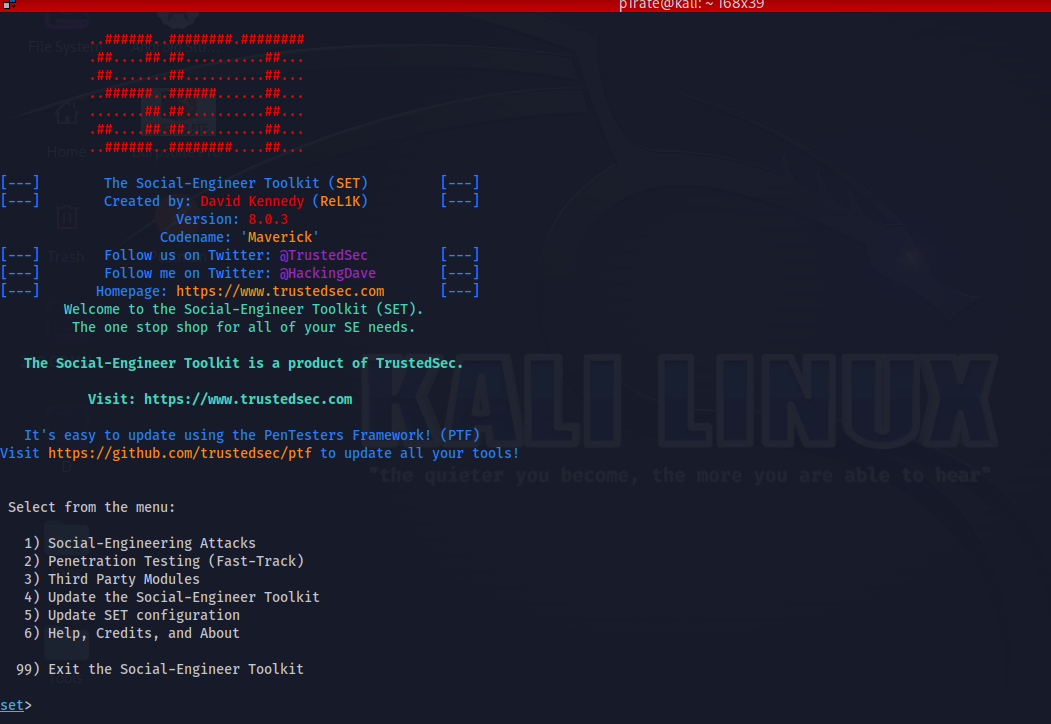 p1rate@kali: ~ 168x39
..######..########.########
.##....##.##..........##...
.##.......##..........##...
..######..######......##...
.......##.##..........##...
.##....##.##..........##...
..######..########....##...
[---]        The Social-Engineer Toolkit (SET)         [---]
[---]        Created by: David Kennedy (ReL1K)         [---]
Version: 8.0.3
Codename: 'Maverick'
[---]        Follow us on Twitter: @TrustedSec         [---]
[---]        Follow me on Twitter: @HackingDave        [---]
[---]       Homepage: https://www.trustedsec.com       [---]
Welcome to the Social-Engineer Toolkit (SET).
The one stop shop for all of your SE needs.
The Social-Engineer Toolkit is a product of TrustedSec.
Visit: https://www.trustedsec.com
It's easy to update using the PenTesters Framework! (PTF)
Visit https://github.com/trustedsec/ptf to update all your tools!
Select from the menu:
1) Social-Engineering Attacks
2) Penetration Testing (Fast-Track)
3) Third Party Modules
4) Update the Social-Engineer Toolkit
5) Update SET configuration
6) Help, Credits, and About
99) Exit the Social-Engineer Toolkit
set>
File System
Home
Trash
KALI LINUX
"the quieter you become, the more you are able to hear"